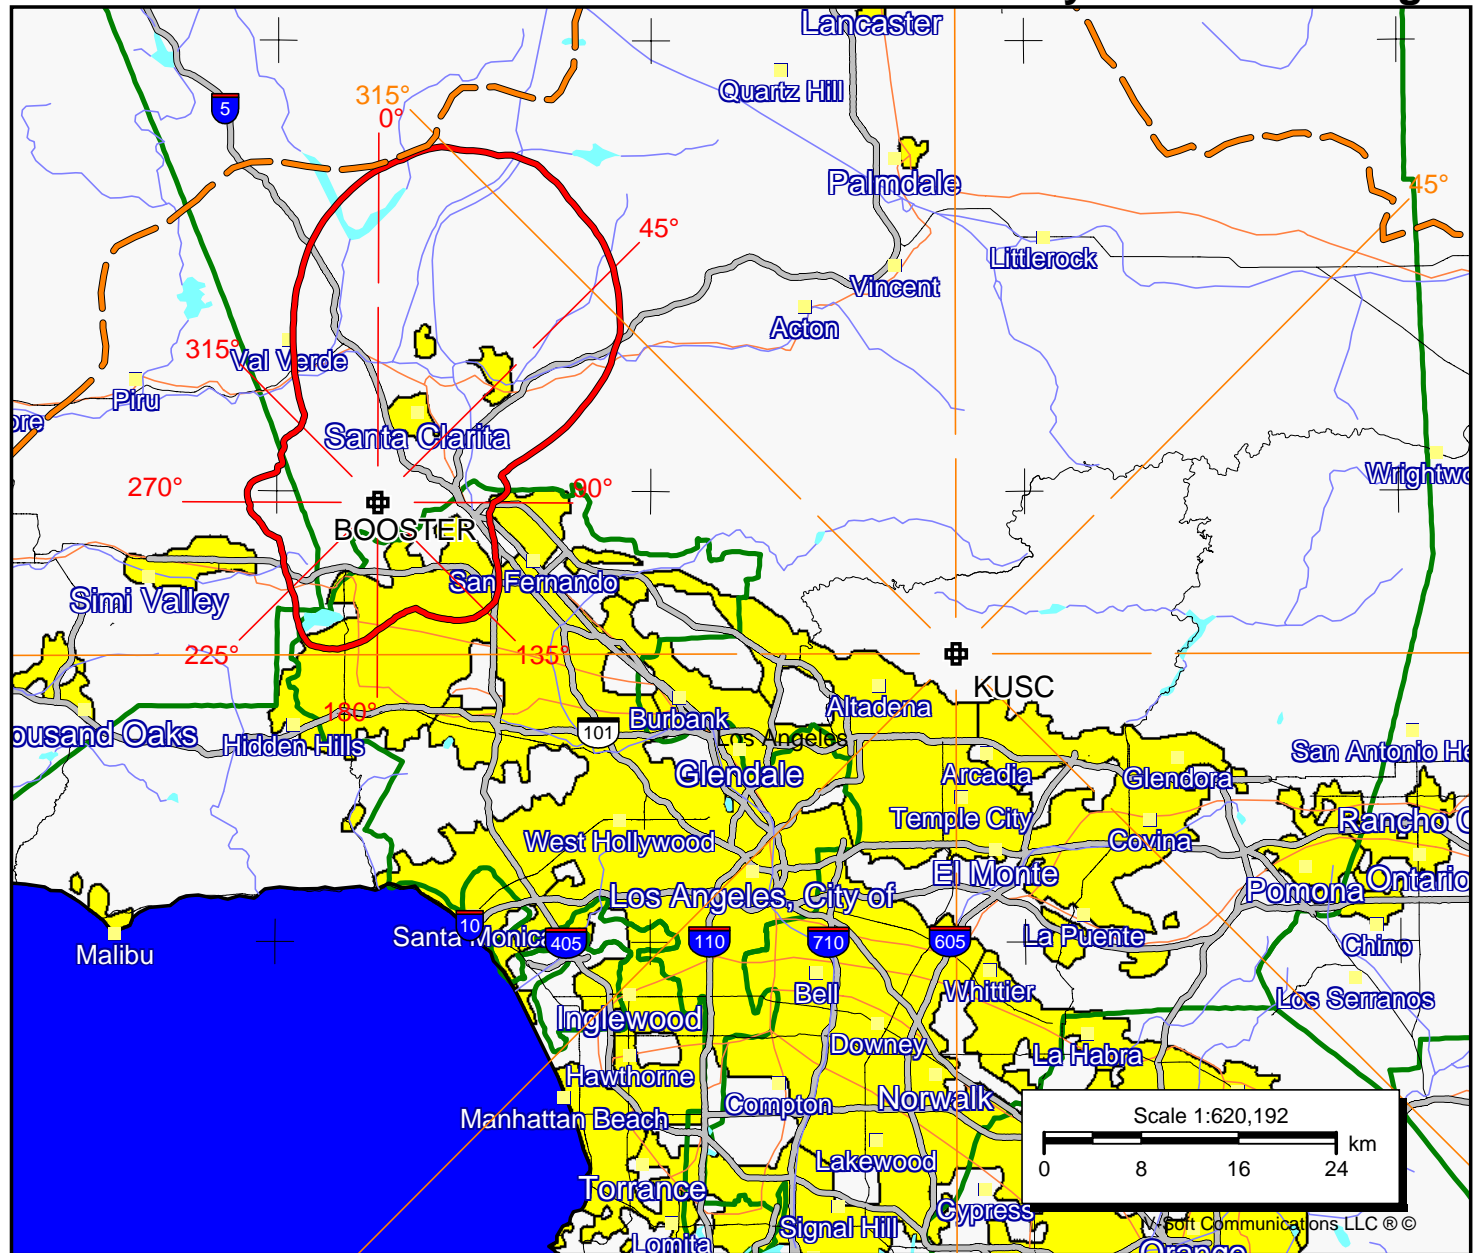 Lancaster
5
315°
0°
Quartz Hill
Palmdale
45°
45°
Littlerock
Vincent
Acton
315°
Val Verde
Piru
ore
Santa Clarita
Wrightwo
270°
90°
BOOSTER
San Fernando
Simi Valley
225°
135°
KUSC
180°
Burbank
Altadena
101
ousand Oaks
Hidden Hills
Los Angeles
San Antonio He
Glendale
Arcadia
Glendora
Temple City
Rancho C
West Hollywood
Covina
El Monte
Pomona
Ontario
Los Angeles, City of
10
Santa Monica
405
110
710
605
La Puente
Chino
Malibu
Bell
Whittier
Los Serranos
Inglewood
Downey
La Habra
Hawthorne
Compton
Norwalk
Manhattan Beach
Scale 1:620,192
km
0 8 16 24
Lakewood
Torrance
Cypress
Signal Hill
V-Soft Communications LLC ® ©
Lomita
Orange